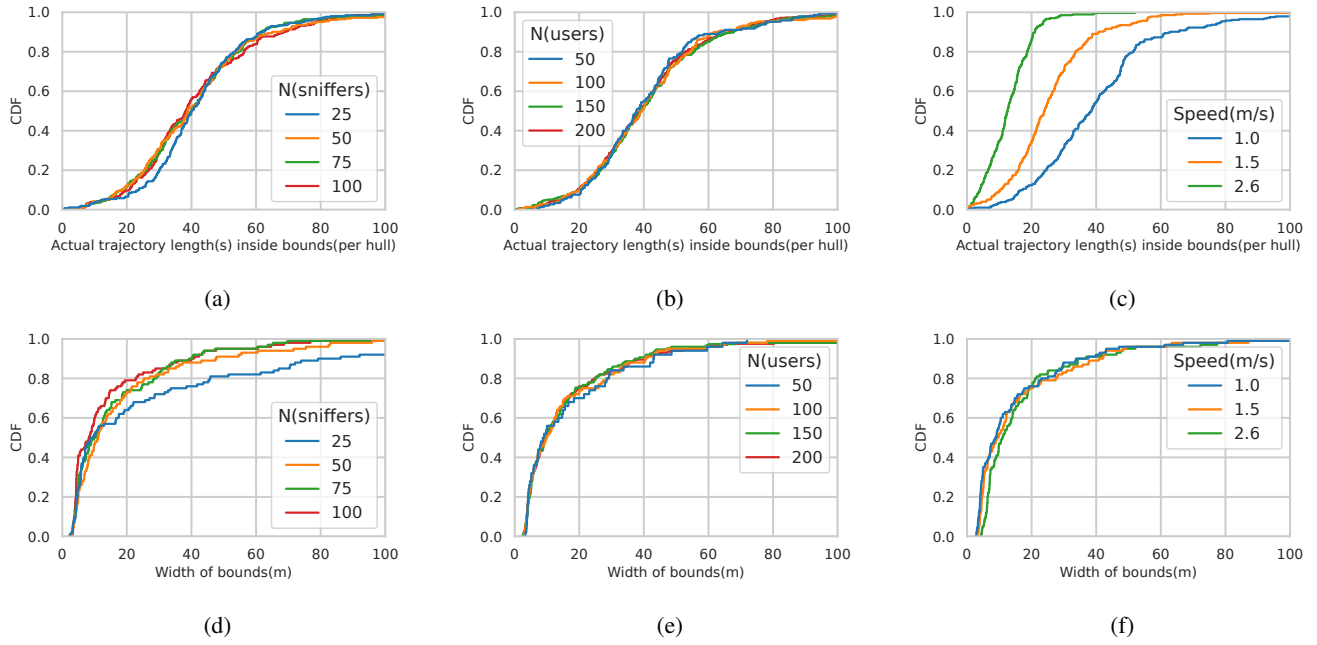 1.0
0.8
0.6
0.4
0.2
0.0
CDF
N(sniffers)
25
50
75
100
0 20 40 60 80 100
Actual trajectory length(s) inside bounds(per hull)
(a)
1.0
0.8
0.6
0.4
0.2
0.0
CDF
N(users)
50
100
150
200
0 20 40 60 80 100
Actual trajectory length(s) inside bounds(per hull)
(b)
1.0
0.8
0.6
0.4
0.2
0.0
CDF
Speed(m/s)
1.0
1.5
2.6
0 20 40 60 80 100
Actual trajectory length(s) inside bounds(per hull)
(c)
1.0
0.8
0.6
0.4
0.2
0.0
CDF
N(sniffers)
25
50
75
100
0 20 40 60 80 100
Width of bounds(m)
(d)
1.0
0.8
0.6
0.4
0.2
0.0
CDF
N(users)
50
100
150
200
0 20 40 60 80 100
Width of bounds(m)
(e)
1.0
0.8
0.6
0.4
0.2
0.0
CDF
Speed(m/s)
1.0
1.5
2.6
0 20 40 60 80 100
Width of bounds(m)
(f)